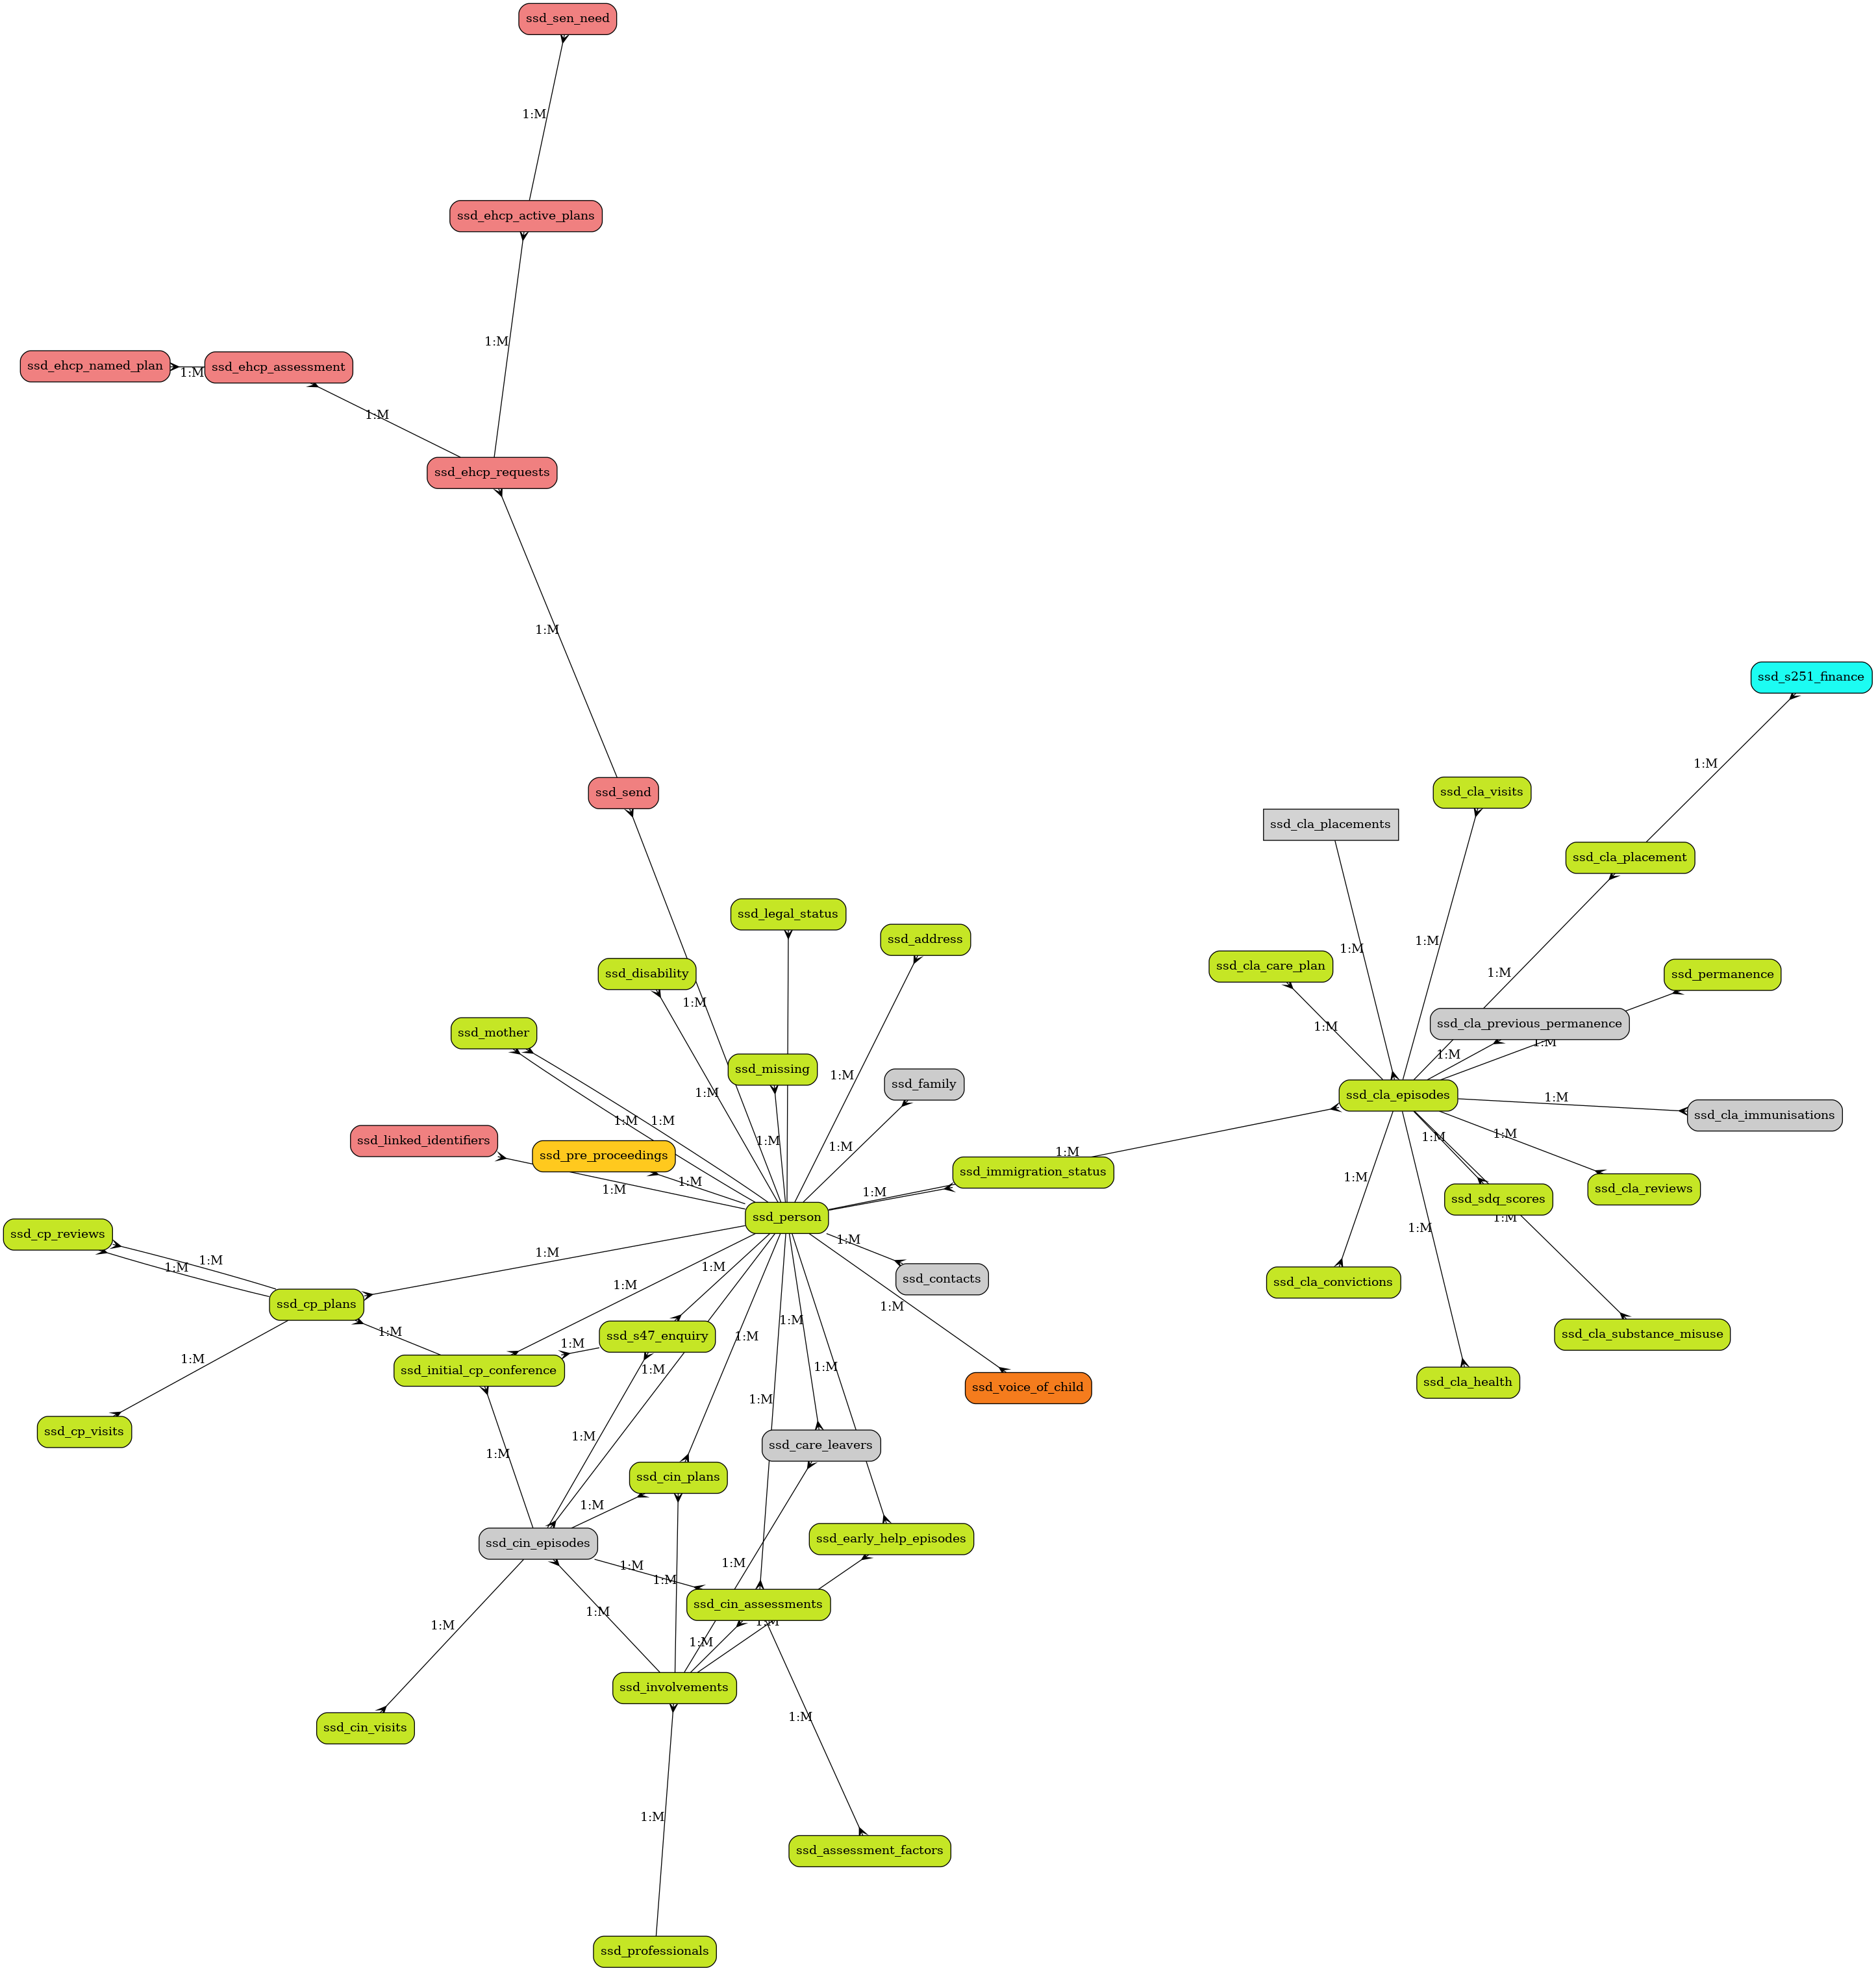 ssd_sen_need
1:M
ssd_ehcp_active_plans
1:M
ssd_ehcp_named_plan
1:M
ssd_ehcp_assessment
1:M
ssd_ehcp_requests
1:M
ssd_s251_finance
1:M
ssd_send
ssd_cla_visits
ssd_cla_placements
ssd_cla_placement
ssd_legal_status
ssd_address
1:M
1:M
ssd_cla_care_plan
ssd_disability
1:M
ssd_permanence
1:M
ssd_mother
1:M
ssd_cla_previous_permanence
1:M
1:M
ssd_missing
1:M
ssd_family
1:M
ssd_cla_episodes
1:M
ssd_cla_immunisations
1:M
1:M
ssd_linked_identifiers
1:M
1:M
1:M
1:M
1:M
ssd_pre_proceedings
1:M
1:M
ssd_immigration_status
1:M
1:M
1:M
ssd_sdq_scores
ssd_cla_reviews
ssd_person
1:M
1:M
ssd_cp_reviews
1:M
1:M
1:M
1:M
1:M
1:M
ssd_contacts
ssd_cla_convictions
1:M
ssd_cp_plans
1:M
1:M
1:M
ssd_s47_enquiry
1:M
1:M
ssd_cla_substance_misuse
1:M
ssd_initial_cp_conference
1:M
1:M
ssd_voice_of_child
ssd_cla_health
1:M
ssd_cp_visits
1:M
1:M
ssd_care_leavers
ssd_cin_plans
1:M
ssd_cin_episodes
ssd_early_help_episodes
1:M
1:M
1:M
ssd_cin_assessments
1:M
1:M
1:M
1:M
ssd_involvements
ssd_cin_visits
1:M
1:M
ssd_assessment_factors
ssd_professionals